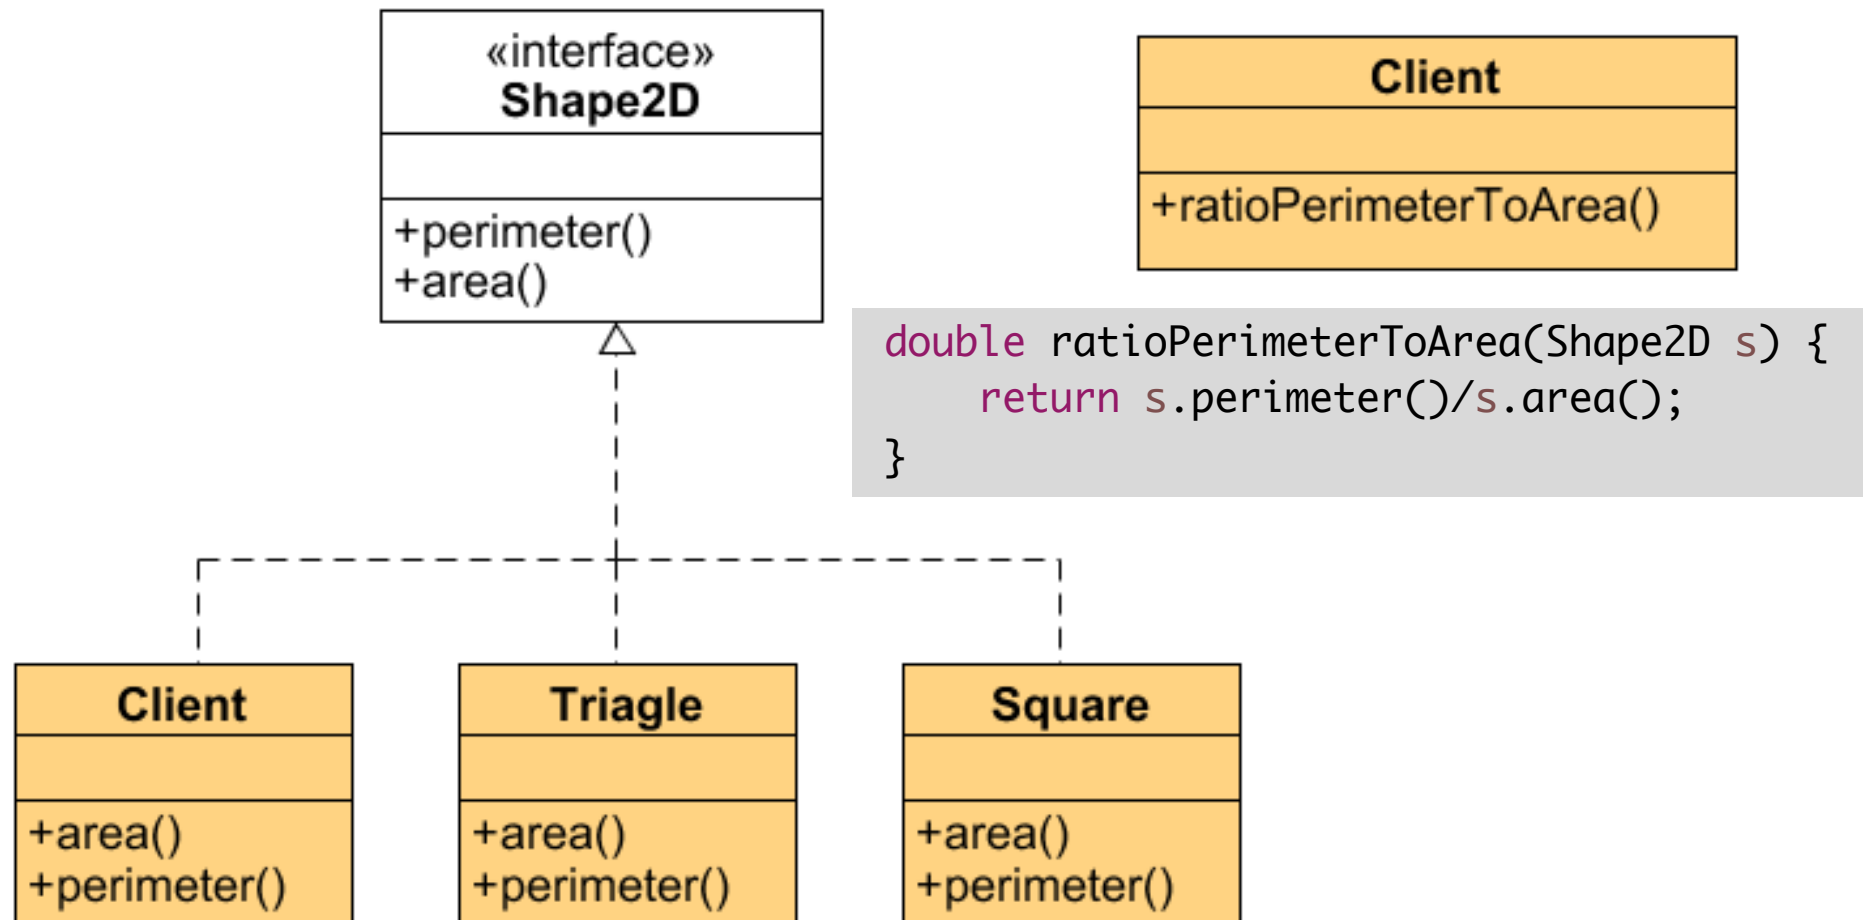 «interface»
Shape2D
+perimeter()
+area()
Client
+ratioPerimeterToArea()
double ratioPerimeterToArea(Shape2D s) {
    return s.perimeter()/s.area();
}
Client
+area()
+perimeter()
Triagle
+area()
+perimeter()
Square
+area()
+perimeter()